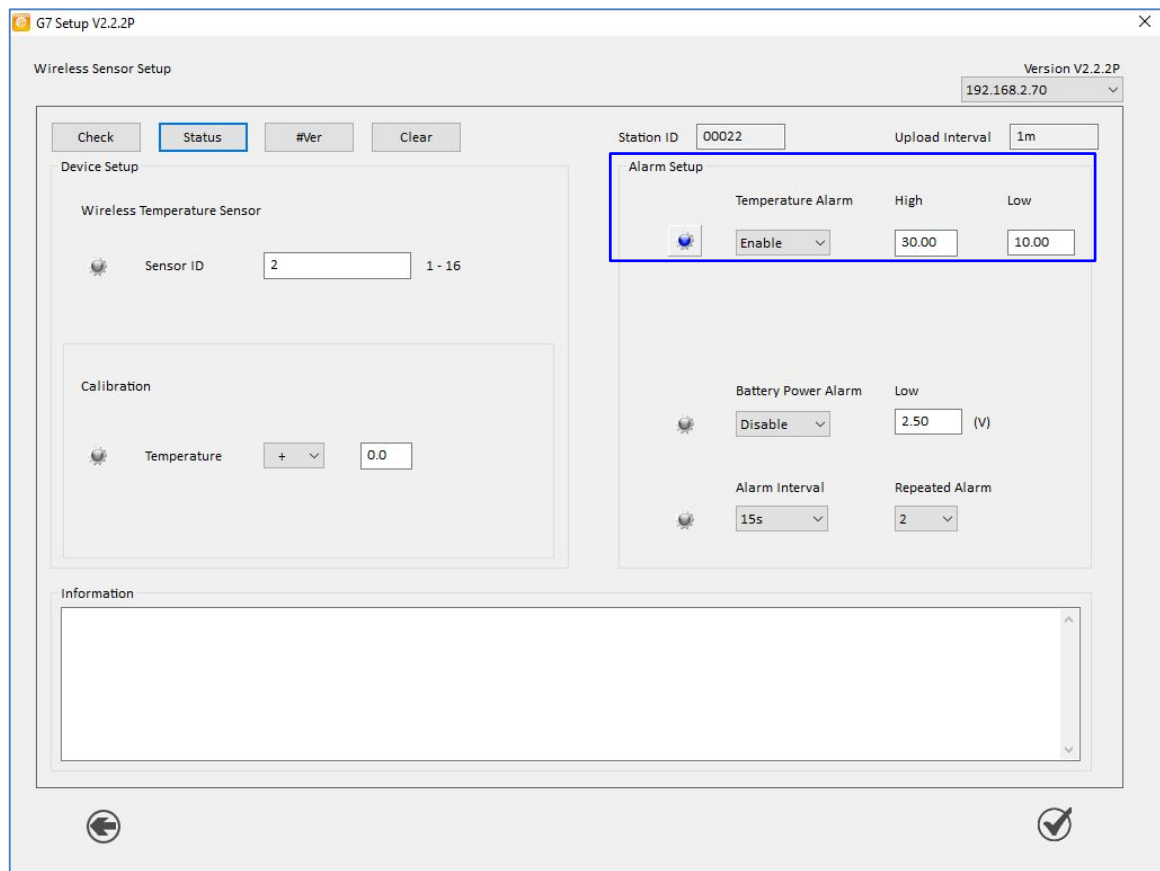 G7 Setup V2.2.2P
Wireless Sensor Setup
Version V2.2.2P
192.168.2.70
Check Status #Ver Clear
Station ID 00022 Upload Interval 1m
Device Setup
Wireless Temperature Sensor
Sensor ID 2 1 - 16
Calibration
Temperature + 0.0
Alarm Setup
Temperature Alarm High Low
Enable 30.00 10.00
Battery Power Alarm Low
Disable 2.50 (V)
Alarm Interval Repeated Alarm
15s 2
Information